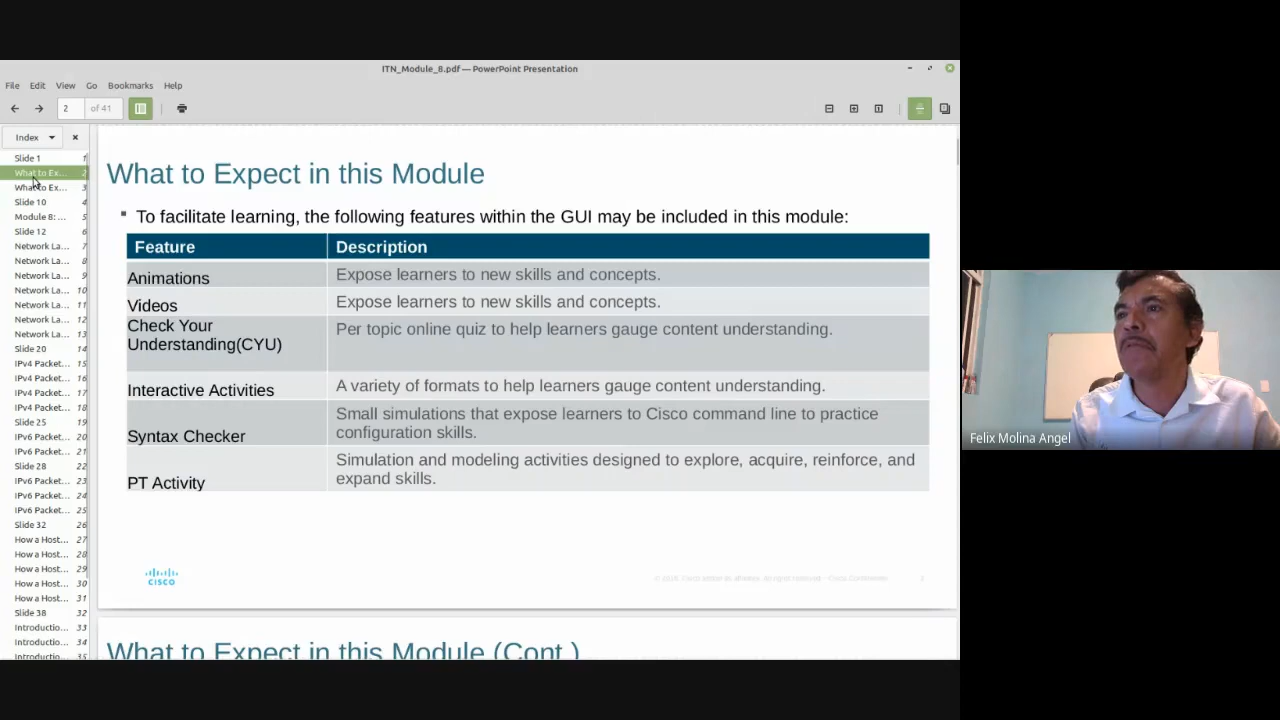 ITN_Module_8.pdf — PowerPoint Presentation
File Edit View Go Bookmarks Help
2 of 41
Index
Slide 1 1
What to Ex... 2
What to Ex... 3
Slide 10 4
Module 8: ... 5
Slide 12 6
Network La... 7
Network La... 8
Network La... 9
Network La... 10
Network La... 11
Network La... 12
Network La... 13
Slide 20 14
IPv4 Packet... 15
IPv4 Packet... 16
IPv4 Packet... 17
IPv4 Packet... 18
Slide 25 19
IPv6 Packet... 20
IPv6 Packet... 21
Slide 28 22
IPv6 Packet... 23
IPv6 Packet... 24
IPv6 Packet... 25
Slide 32 26
How a Host... 27
How a Host... 28
How a Host... 29
How a Host... 30
How a Host... 31
Slide 38 32
Introductio... 33
Introductio... 34
Introductio... 35
What to Expect in this Module
To facilitate learning, the following features within the GUI may be included in this module:
Feature Description
Animations Expose learners to new skills and concepts.
Videos Expose learners to new skills and concepts.
Check Your Per topic online quiz to help learners gauge content understanding.
Understanding(CYU)
Interactive Activities A variety of formats to help learners gauge content understanding.
Small simulations that expose learners to Cisco command line to practice
Syntax Checker configuration skills.
Simulation and modeling activities designed to explore, acquire, reinforce, and
PT Activity expand skills.
CISCO
What to Expect in this Module (Cont.)
Felix Molina Angel